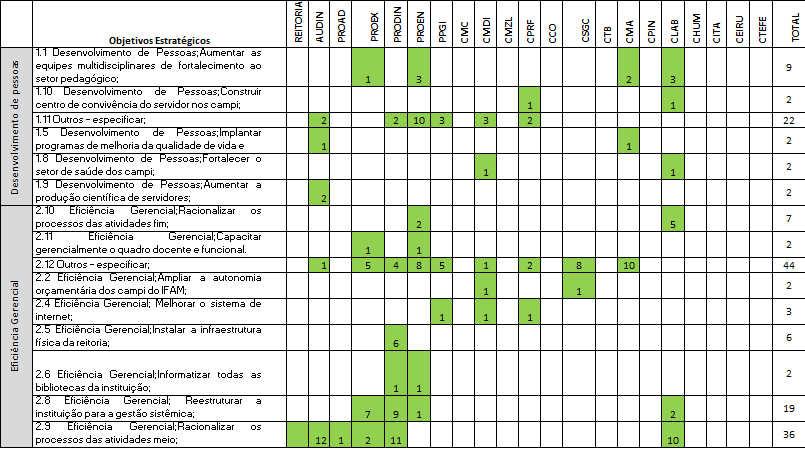 Objetivos Estratégicos REITORIA AUDIN PROAD PROEX PRODIN PROEN PPGI CMC CMDI CMZL CPRF CCO CSGC CTB CMA CPIN CLAB CHUM CITA CEIRU CTEFE TOTAL
Desenvolvimento de pessoas
1.1 Desenvolvimento de Pessoas;Aumentar as
equipes multidisciplinares de fortalecimento ao
setor pedagógico; 1 3 2 3 9
1.10 Desenvolvimento de Pessoas;Construir
centro de convivência do servidor nos campi; 1 1 2
1.11 Outros – especificar; 2 2 10 3 3 2 22
1.5 Desenvolvimento de Pessoas;Implantar
programas de melhoria da qualidade de vida e 1 1 2
1.8 Desenvolvimento de Pessoas;Fortalecer o
setor de saúde dos campi; 1 1 2
1.9 Desenvolvimento de Pessoas;Aumentar a
produção científica de servidores; 2 2
Eficiência Gerencial
2.10 Eficiência Gerencial;Racionalizar os
processos das atividades fim; 2 5 7
2.11 Eficiência Gerencial;Capacitar
gerencialmente o quadro docente e funcional. 1 1 2
2.12 Outros – especificar; 1 5 4 8 5 1 2 8 10 44
2.2 Eficiência Gerencial;Ampliar a autonomia
orçamentária dos campi do IFAM; 1 1 2
2.4 Eficiência Gerencial; Melhorar o sistema de
internet; 1 1 1 3
2.5 Eficiência Gerencial;Instalar a infraestrutura
física da reitoria; 6 6
2.6 Eficiência Gerencial;Informatizar todas as
bibliotecas da instituição; 1 1 2
2.8 Eficiência Gerencial; Reestruturar a
instituição para a gestão sistêmica; 7 9 1 2 19
2.9 Eficiência Gerencial;Racionalizar os
processos das atividades meio; 12 1 2 11 10 36